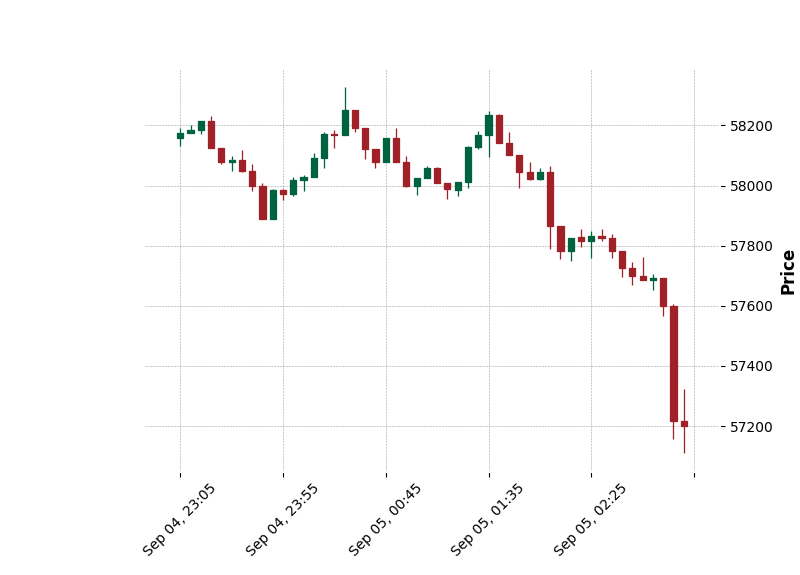 58200
58000
57800
57600
57400
57200
Price
Sep 04, 23:05
Sep 04, 23:55
Sep 05, 00:45
Sep 05, 01:35
Sep 05, 02:25